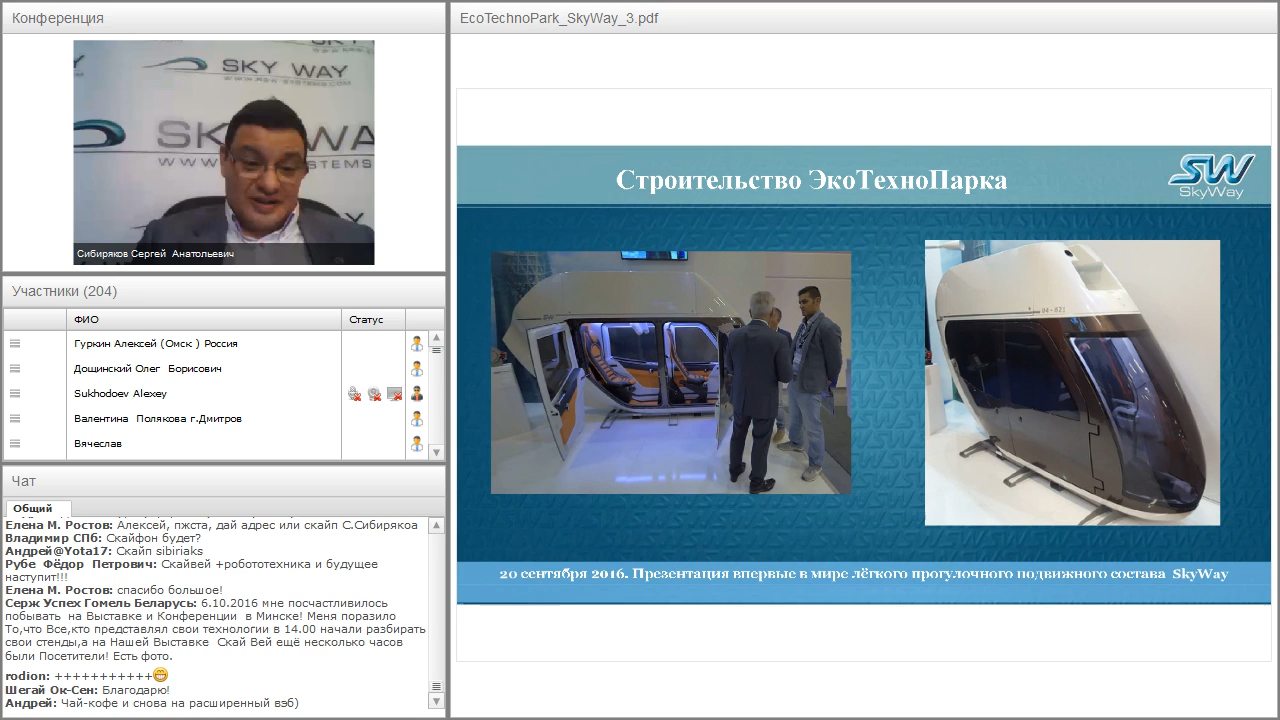 Конференция
SKY WAY
SKY WA
Сибиряков Сергей Анатольевич
Участники (204)
ФИО Статус
Гуркин Алексей (Омск ) Россия
Дощинский Олег Борисович
Sukhodoev Alexey
Валентина Полякова г.Дмитров
Вячеслав
Чат
Общий
Елена М. Ростов: Алексей, пжста, дай адрес или скайп С.Сибирякоа
Владимир СПб: Скайфон будет?
Андрей@Yota17: Скайп sibiriaks
Рубе Фёдор Петрович: Скайвей +робототехника и будущее
наступит!!!
Елена М. Ростов: спасибо большое!
Серж Успех Гомель Беларусь: 6.10.2016 мне посчастливилось
побывать на Выставке и Конференции в Минске! Меня поразило
То,что Все,кто представлял свои технологии в 14.00 начали разбирать
свои стенды,а на Нашей Выставке Скай Вей ещё несколько часов
были Посетители! Есть фото.
rodion: +++++++++++
Шегай Ок-Сен: Благодарю!
Андрей: Чай-кофе и снова на расширенный вэб)
EcoTechnoPark_SkyWay_3.pdf
Строительство ЭкоТехноПарка
SW
SkyWay
20 сентября 2016. Презентация впервые в мире лёгкого прогулочного подвижного состава SkyWay